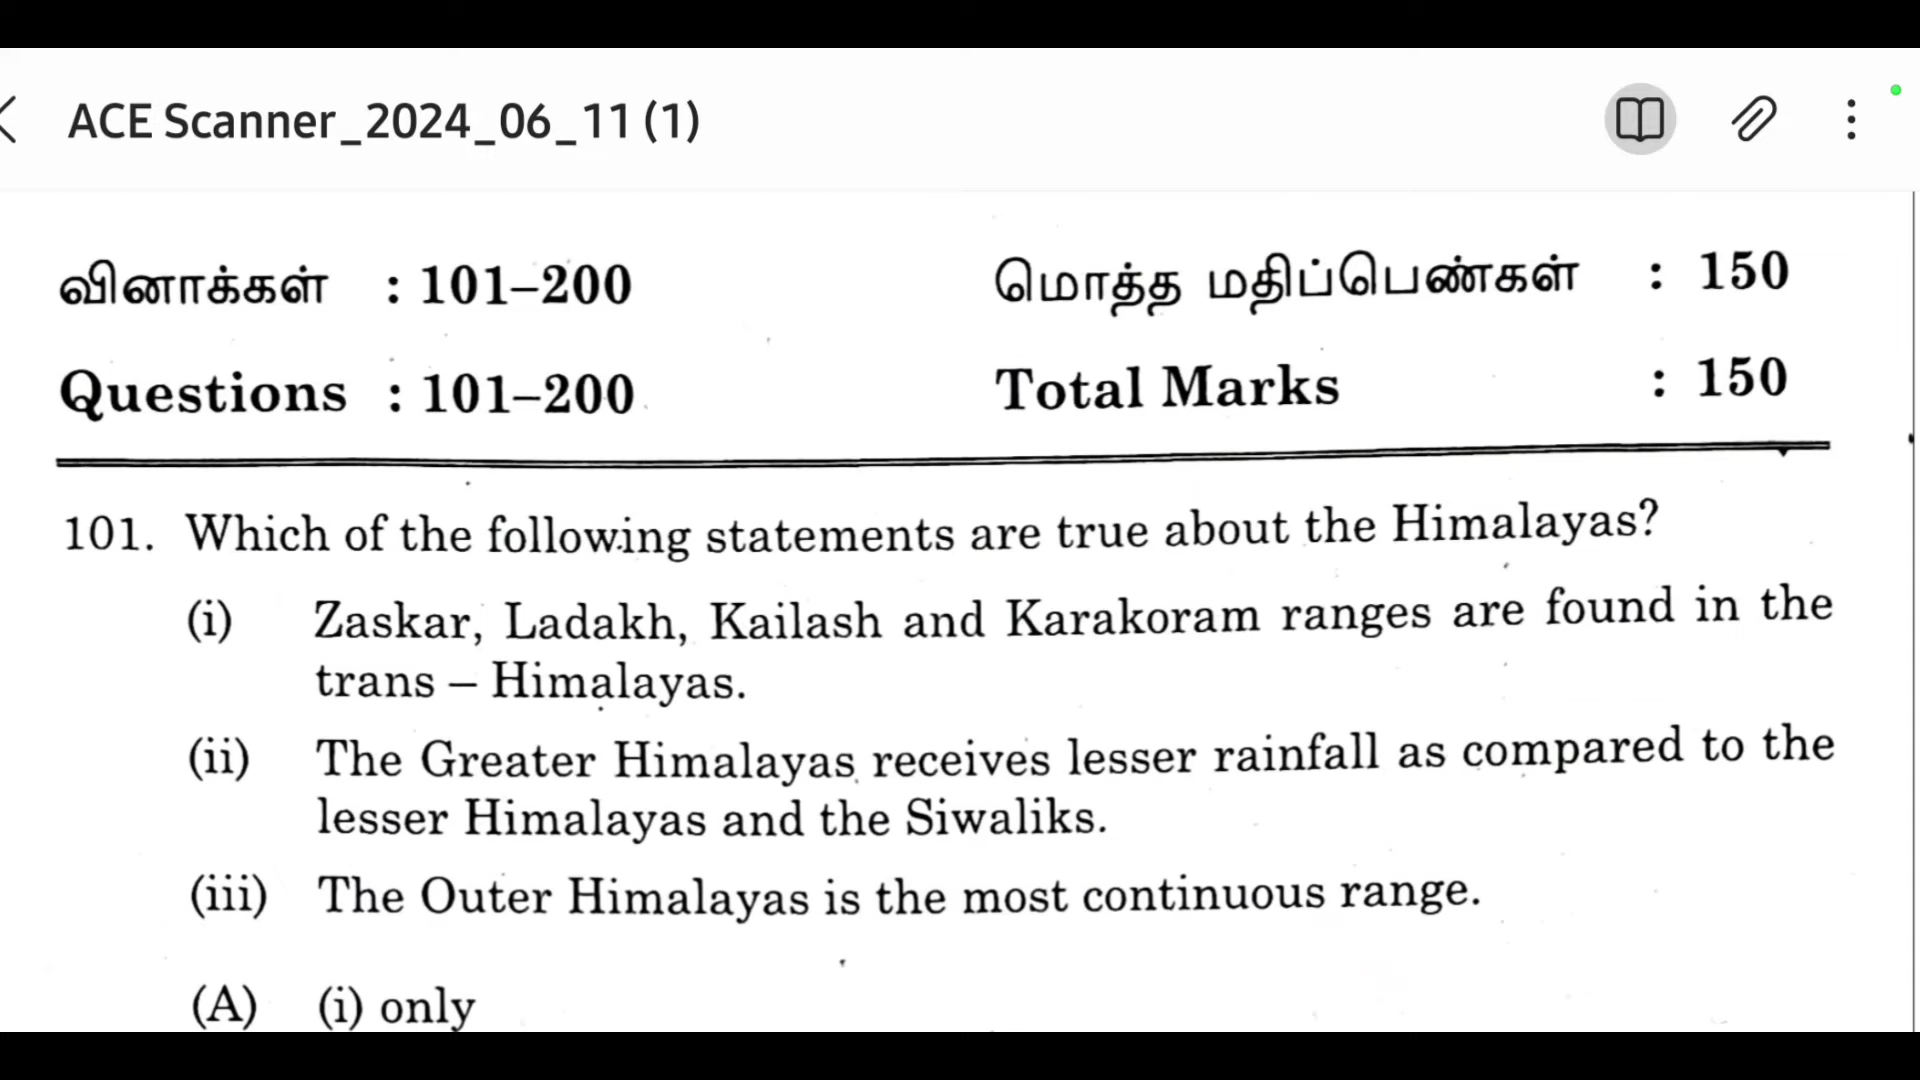 ACE Scanner_2024_06_11 (1)
வினாக்கள் : 101–200 மொத்த மதிப்பெண்கள் : 150
Questions : 101–200 Total Marks : 150
101. Which of the following statements are true about the Himalayas?
(i) Zaskar, Ladakh, Kailash and Karakoram ranges are found in the
trans – Himalayas.
(ii) The Greater Himalayas receives lesser rainfall as compared to the
lesser Himalayas and the Siwaliks.
(iii) The Outer Himalayas is the most continuous range.
(A) (i) only